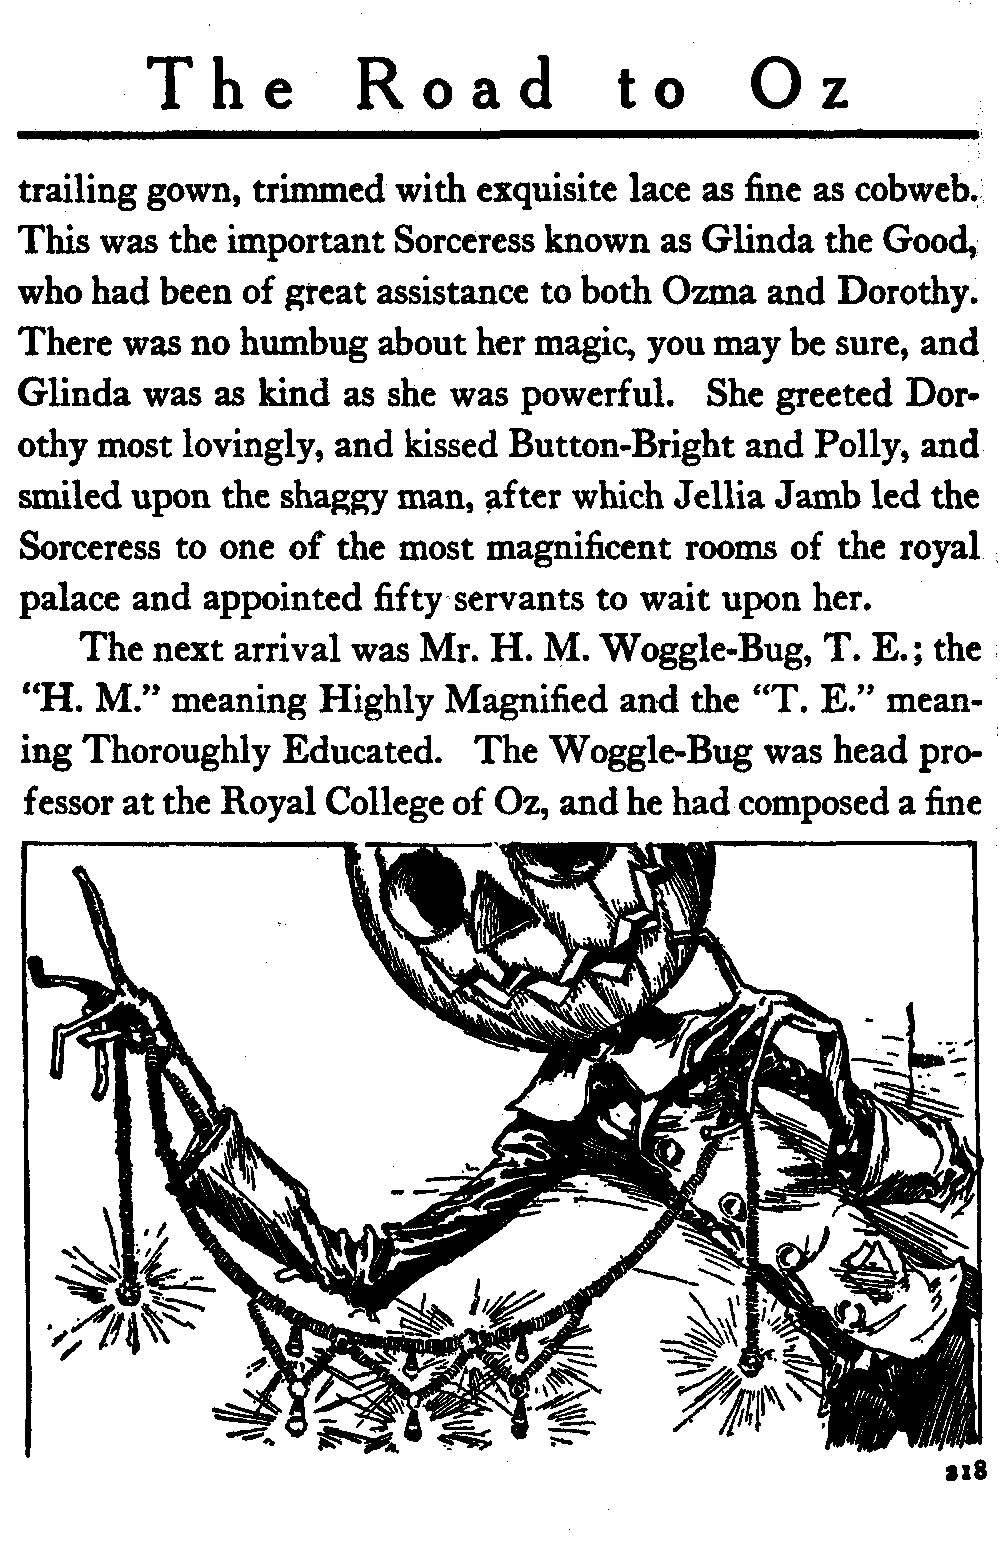 The Road to Oz
trailing gown, trimmed with exquisite lace as fine as cobweb.
This was the important Sorceress known as Glinda the Good,
who had been of great assistance to both Ozma and Dorothy.
There was no humbug about her magic, you may be sure, and
Glinda was as kind as she was powerful. She greeted Dor-
othy most lovingly, and kissed Button-Bright and Polly, and
smiled upon the shaggy man, after which Jellia Jamb led the
Sorceress to one of the most magnificent rooms of the royal
palace and appointed fifty servants to wait upon her.
The next arrival was Mr. H. M. Woggle-Bug, T. E.; the
“H. M.” meaning Highly Magnified and the “T. E.” mean-
ing Thoroughly Educated. The Woggle-Bug was head pro-
fessor at the Royal College of Oz, and he had composed a fine
218